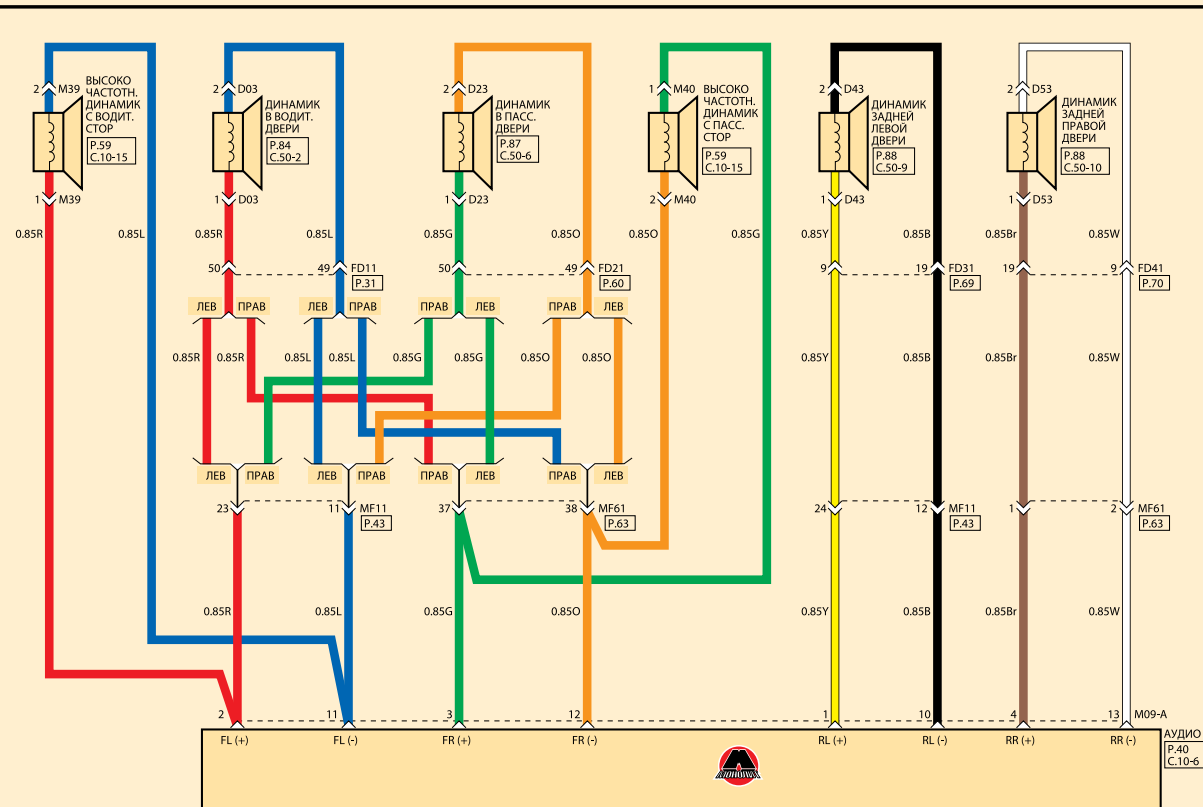 2 M39
ВЫСОКО
ЧАСТОТН.
ДИНАМИК
С ВОДИТ.
СТОР
P.59
C.10-15
1 M39
2 D03
ДИНАМИК
В ВОДИТ.
ДВЕРИ
P.84
C.50-2
1 D03
2 D23
ДИНАМИК
В ПАСС.
ДВЕРИ
P.87
C.50-6
1 D23
1 M40
ВЫСОКО
ЧАСТОТН.
ДИНАМИК
С ПАСС.
СТОР
P.59
C.10-15
2 M40
2 D43
ДИНАМИК
ЗАДНЕЙ
ЛЕВОЙ
ДВЕРИ
P.88
C.50-9
1 D43
2 D53
ДИНАМИК
ЗАДНЕЙ
ПРАВОЙ
ДВЕРИ
P.88
C.50-10
1 D53
0.85R 0.85L 0.85R 0.85L 0.85G 0.85O 0.85O 0.85G 0.85Y 0.85B 0.85Br 0.85W
50 49 FD11 50 49 FD21 9 19 FD31 19 9 FD41
P.31 P.60 P.69 P.70
ЛЕВ ПРАВ ЛЕВ ПРАВ ПРАВ ЛЕВ ПРАВ ЛЕВ
0.85R 0.85R 0.85L 0.85L 0.85G 0.85G 0.85O 0.85O 0.85Y 0.85B 0.85Br 0.85W
ЛЕВ ПРАВ ЛЕВ ПРАВ ПРАВ ЛЕВ ПРАВ ЛЕВ
23 11 MF11 37 38 MF61 24 12 MF11 1 2 MF61
P.43 P.63 P.43 P.63
0.85R 0.85L 0.85G 0.85O 0.85Y 0.85B 0.85Br 0.85W
2 11 3 12 1 10 4 13 M09-A
FL (+) FL (-) FR (+) FR (-) RL (+) RL (-) RR (+) RR (-)
АУДИО
P.40
C.10-6